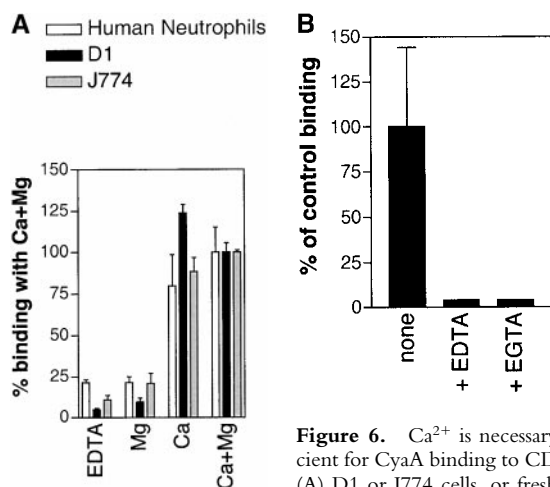 A
Human Neutrophils
D1
J774
% binding with Ca+Mg
150
125
100
75
50
25
0
EDTA
Mg
Ca
Ca+Mg
B
% of control binding
150
125
100
75
50
25
0
none
+ EDTA
+ EGTA
Figure 6. Ca2+ is necessary
cient for CyaA binding to CD
(A) D1 or J774 cells, or fresh